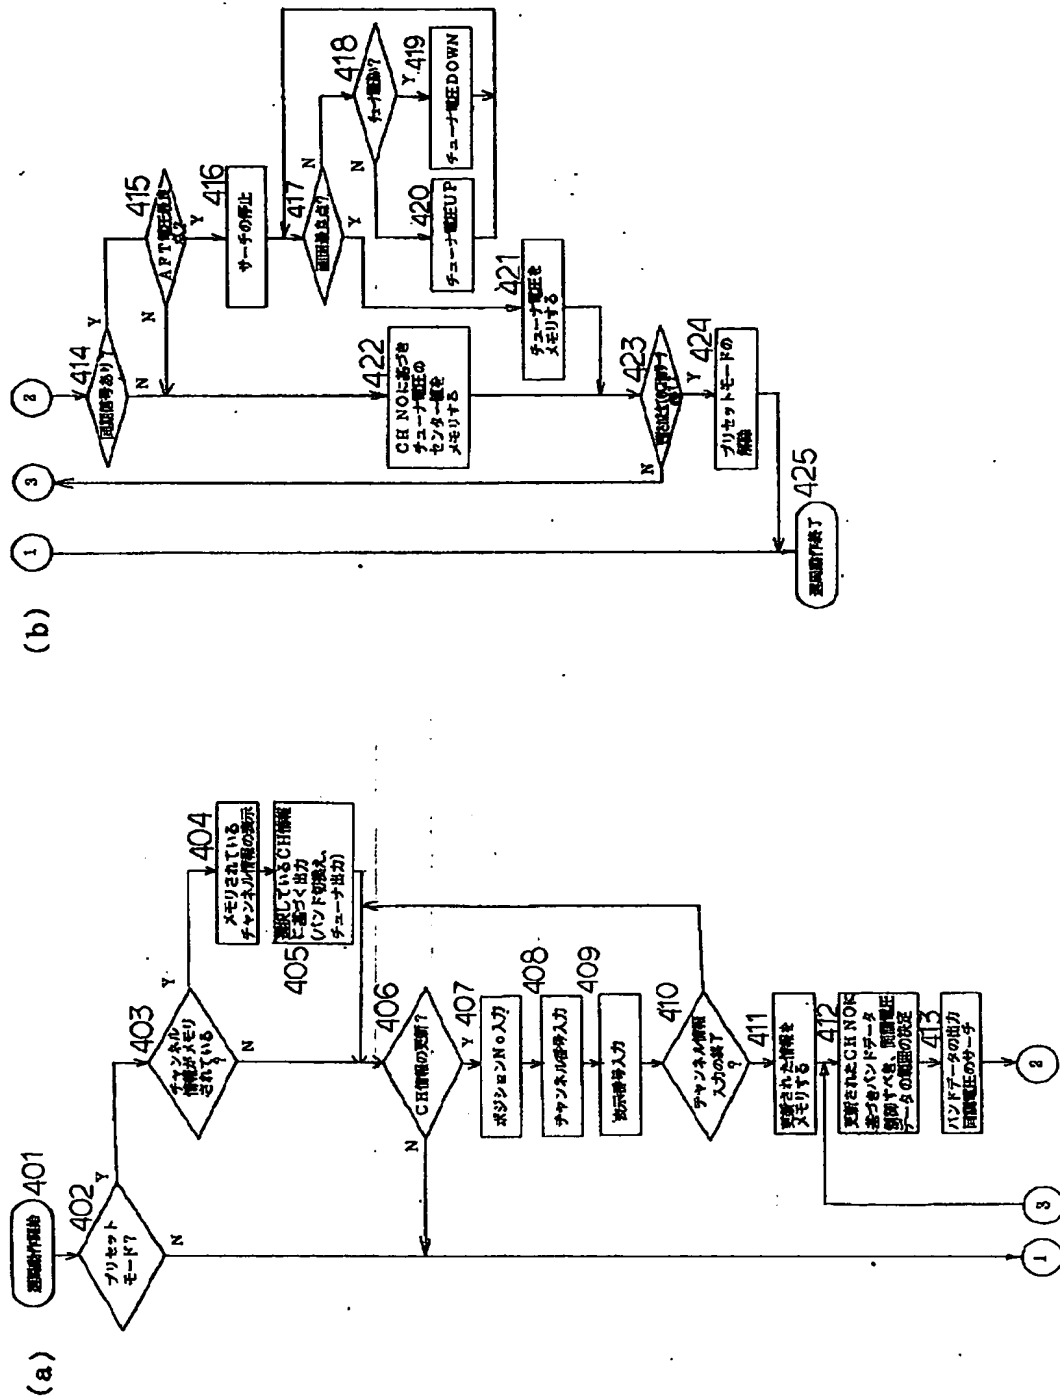 (a)
選局動作開始
401
402
プリセット
モード?
Y
N
403
チャンネル
情報がメモリ
されている
?
Y
N
404
メモリされている
チャンネル情報の表示
405
選択しているCH情報
に基づく出力
(バンド切換え、
チューナ出力)
406
CH情報の更新?
Y
N
407
ポジションNo入力
408
チャンネル番号入力
409
表示番号入力
410
チャンネル情報
入力の終了
?
411
更新された情報を
メモリする
412
更新されたCH NOに
基づきバンドデータ
制御すべき、同調電圧
データの範囲の決定
413
バンドデータの出力
同調電圧のサーチ
1
3
2
(b)
1
3
2
414
同期信号あり?
Y
N
415
AFT電圧最良
点?
Y
N
416
サーチの停止
417
画面最良点?
N
Y
418
N
Y
419
チューナ電圧DOWN
420
チューナ電圧UP
421
チューナ電圧を
メモリする
422
CH NOに基づき
チューナ電圧の
センター値を
メモリする
423
N
Y
424
プリセットモードの
解除
425
選局動作終了